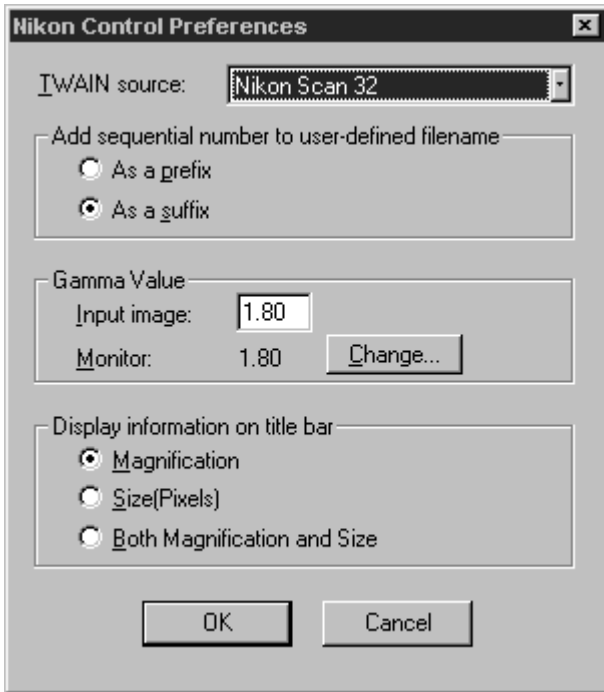 Nikon Control Preferences
TWAIN source: Nikon Scan 32
Add sequential number to user-defined filename
As a prefix
As a suffix
Gamma Value
Input image: 1.80
Monitor: 1.80 Change...
Display information on title bar
Magnification
Size(Pixels)
Both Magnification and Size
OK Cancel